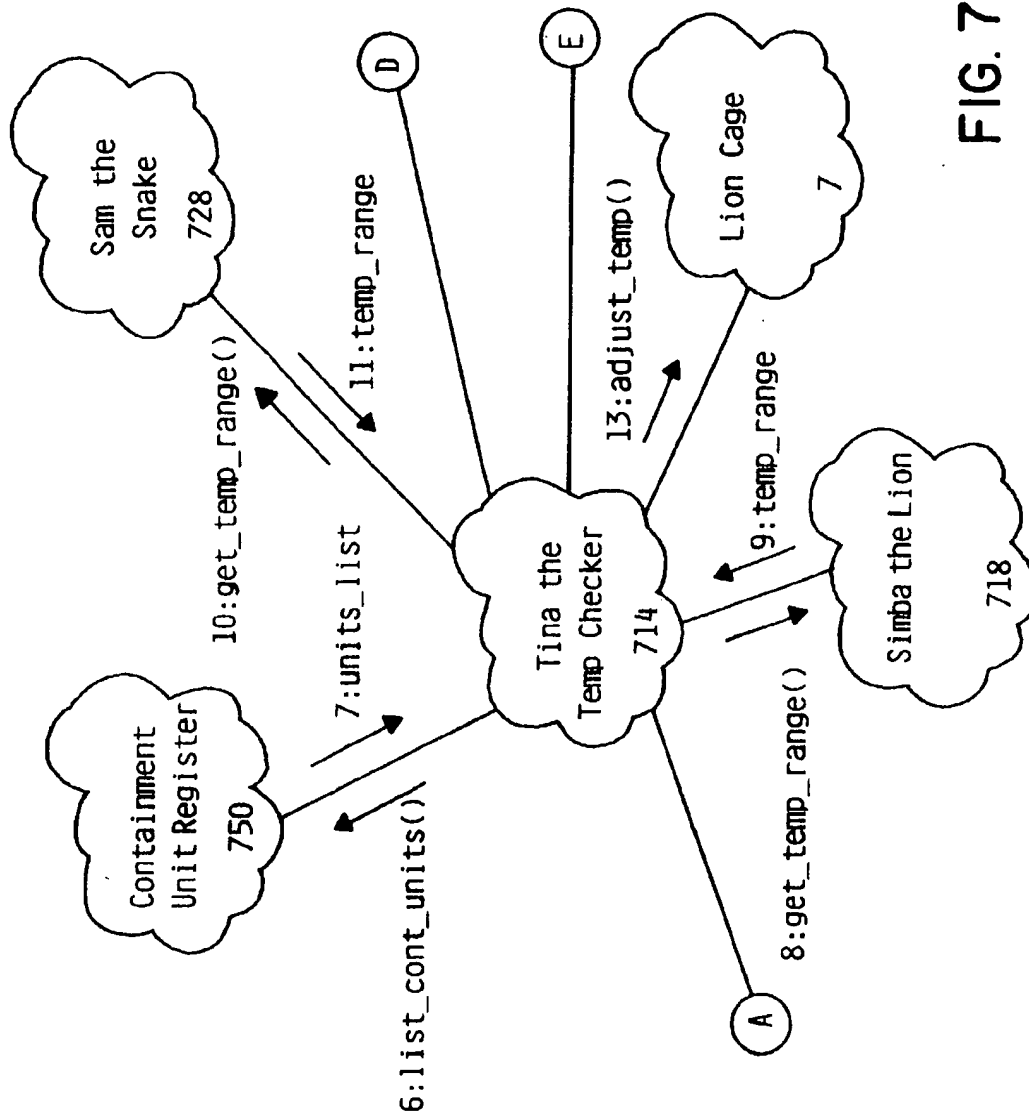 Sam the
Snake
728
D
10:get_temp_range()
11:temp_range
E
Containment
Unit Register
750
7:units_list
6:list_cont_units()
Tina the
Temp Checker
714
13:adjust_temp()
Lion Cage
7
9:temp_range
8:get_temp_range()
Simba the Lion
718
A
FIG. 7